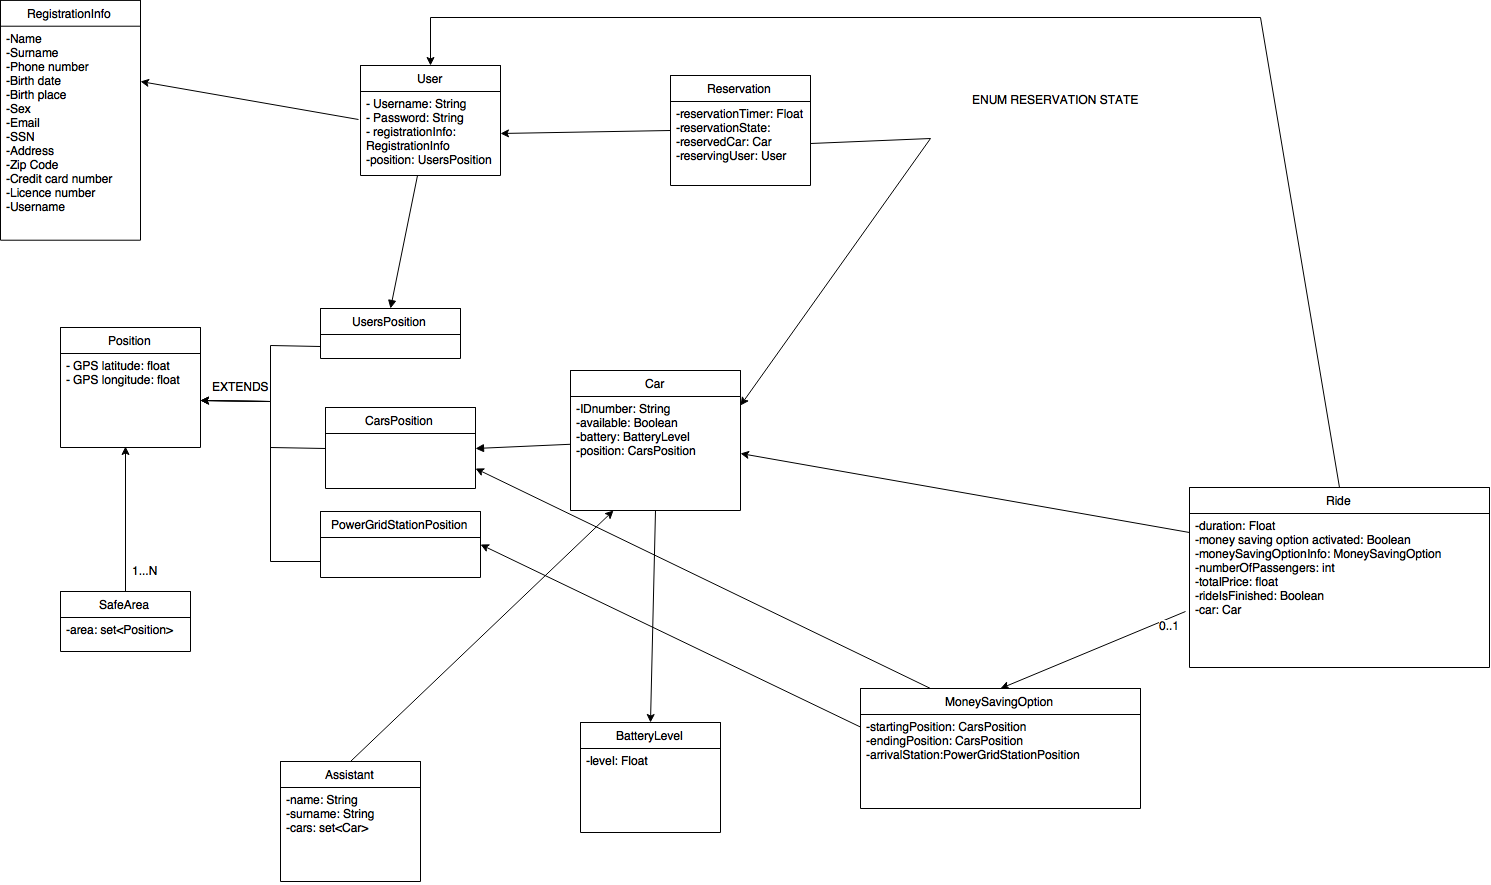 RegistrationInfo
-Name
-Surname
-Phone number
-Birth date
-Birth place
-Sex
-Email
-SSN
-Address
-Zip Code
-Credit card number
-Licence number
-Username
User
- Username: String
- Password: String
- registrationInfo:
RegistrationInfo
-position: UsersPosition
Reservation
-reservationTimer: Float
-reservationState:
-reservedCar: Car
-reservingUser: User
ENUM RESERVATION STATE
Position
- GPS latitude: float
- GPS longitude: float
EXTENDS
UsersPosition
CarsPosition
PowerGridStationPosition
Car
-IDnumber: String
-available: Boolean
-battery: BatteryLevel
-position: CarsPosition
Ride
-duration: Float
-money saving option activated: Boolean
-moneySavingOptionInfo: MoneySavingOption
-numberOfPassengers: int
-totalPrice: float
-rideIsFinished: Boolean
-car: Car
1...N
SafeArea
-area: set<Position>
0..1
MoneySavingOption
-startingPosition: CarsPosition
-endingPosition: CarsPosition
-arrivalStation:PowerGridStationPosition
BatteryLevel
-level: Float
Assistant
-name: String
-surname: String
-cars: set<Car>